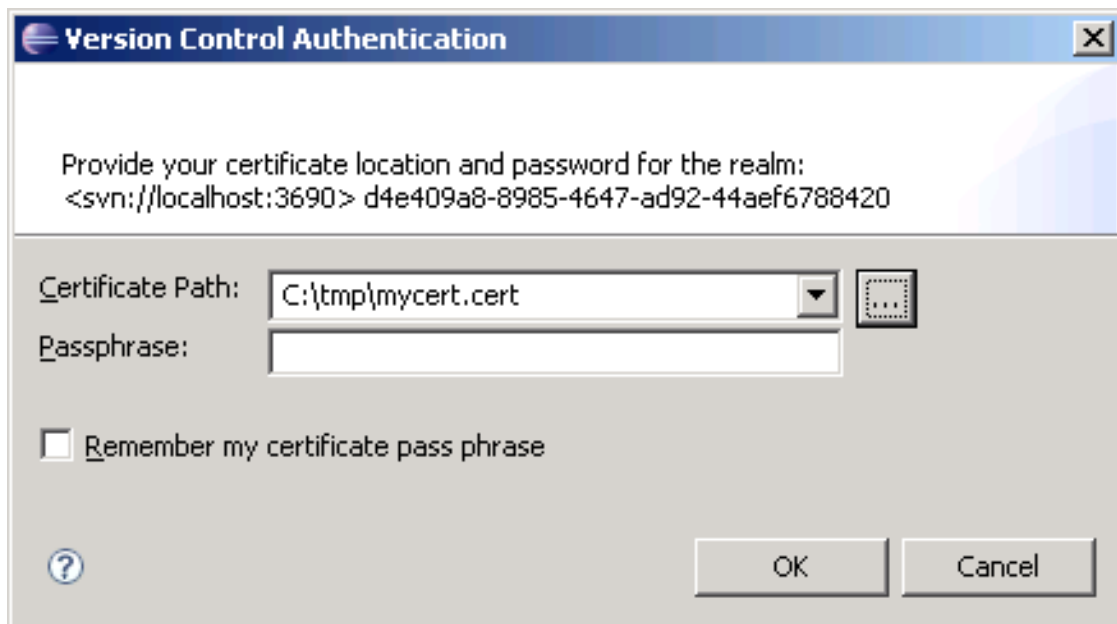 Version Control Authentication
Provide your certificate location and password for the realm:
<svn://localhost:3690> d4e409a8-8985-4647-ad92-44aef6788420
Certificate Path: C:\tmp\mycert.cert ...
Passphrase:
Remember my certificate pass phrase
? OK Cancel